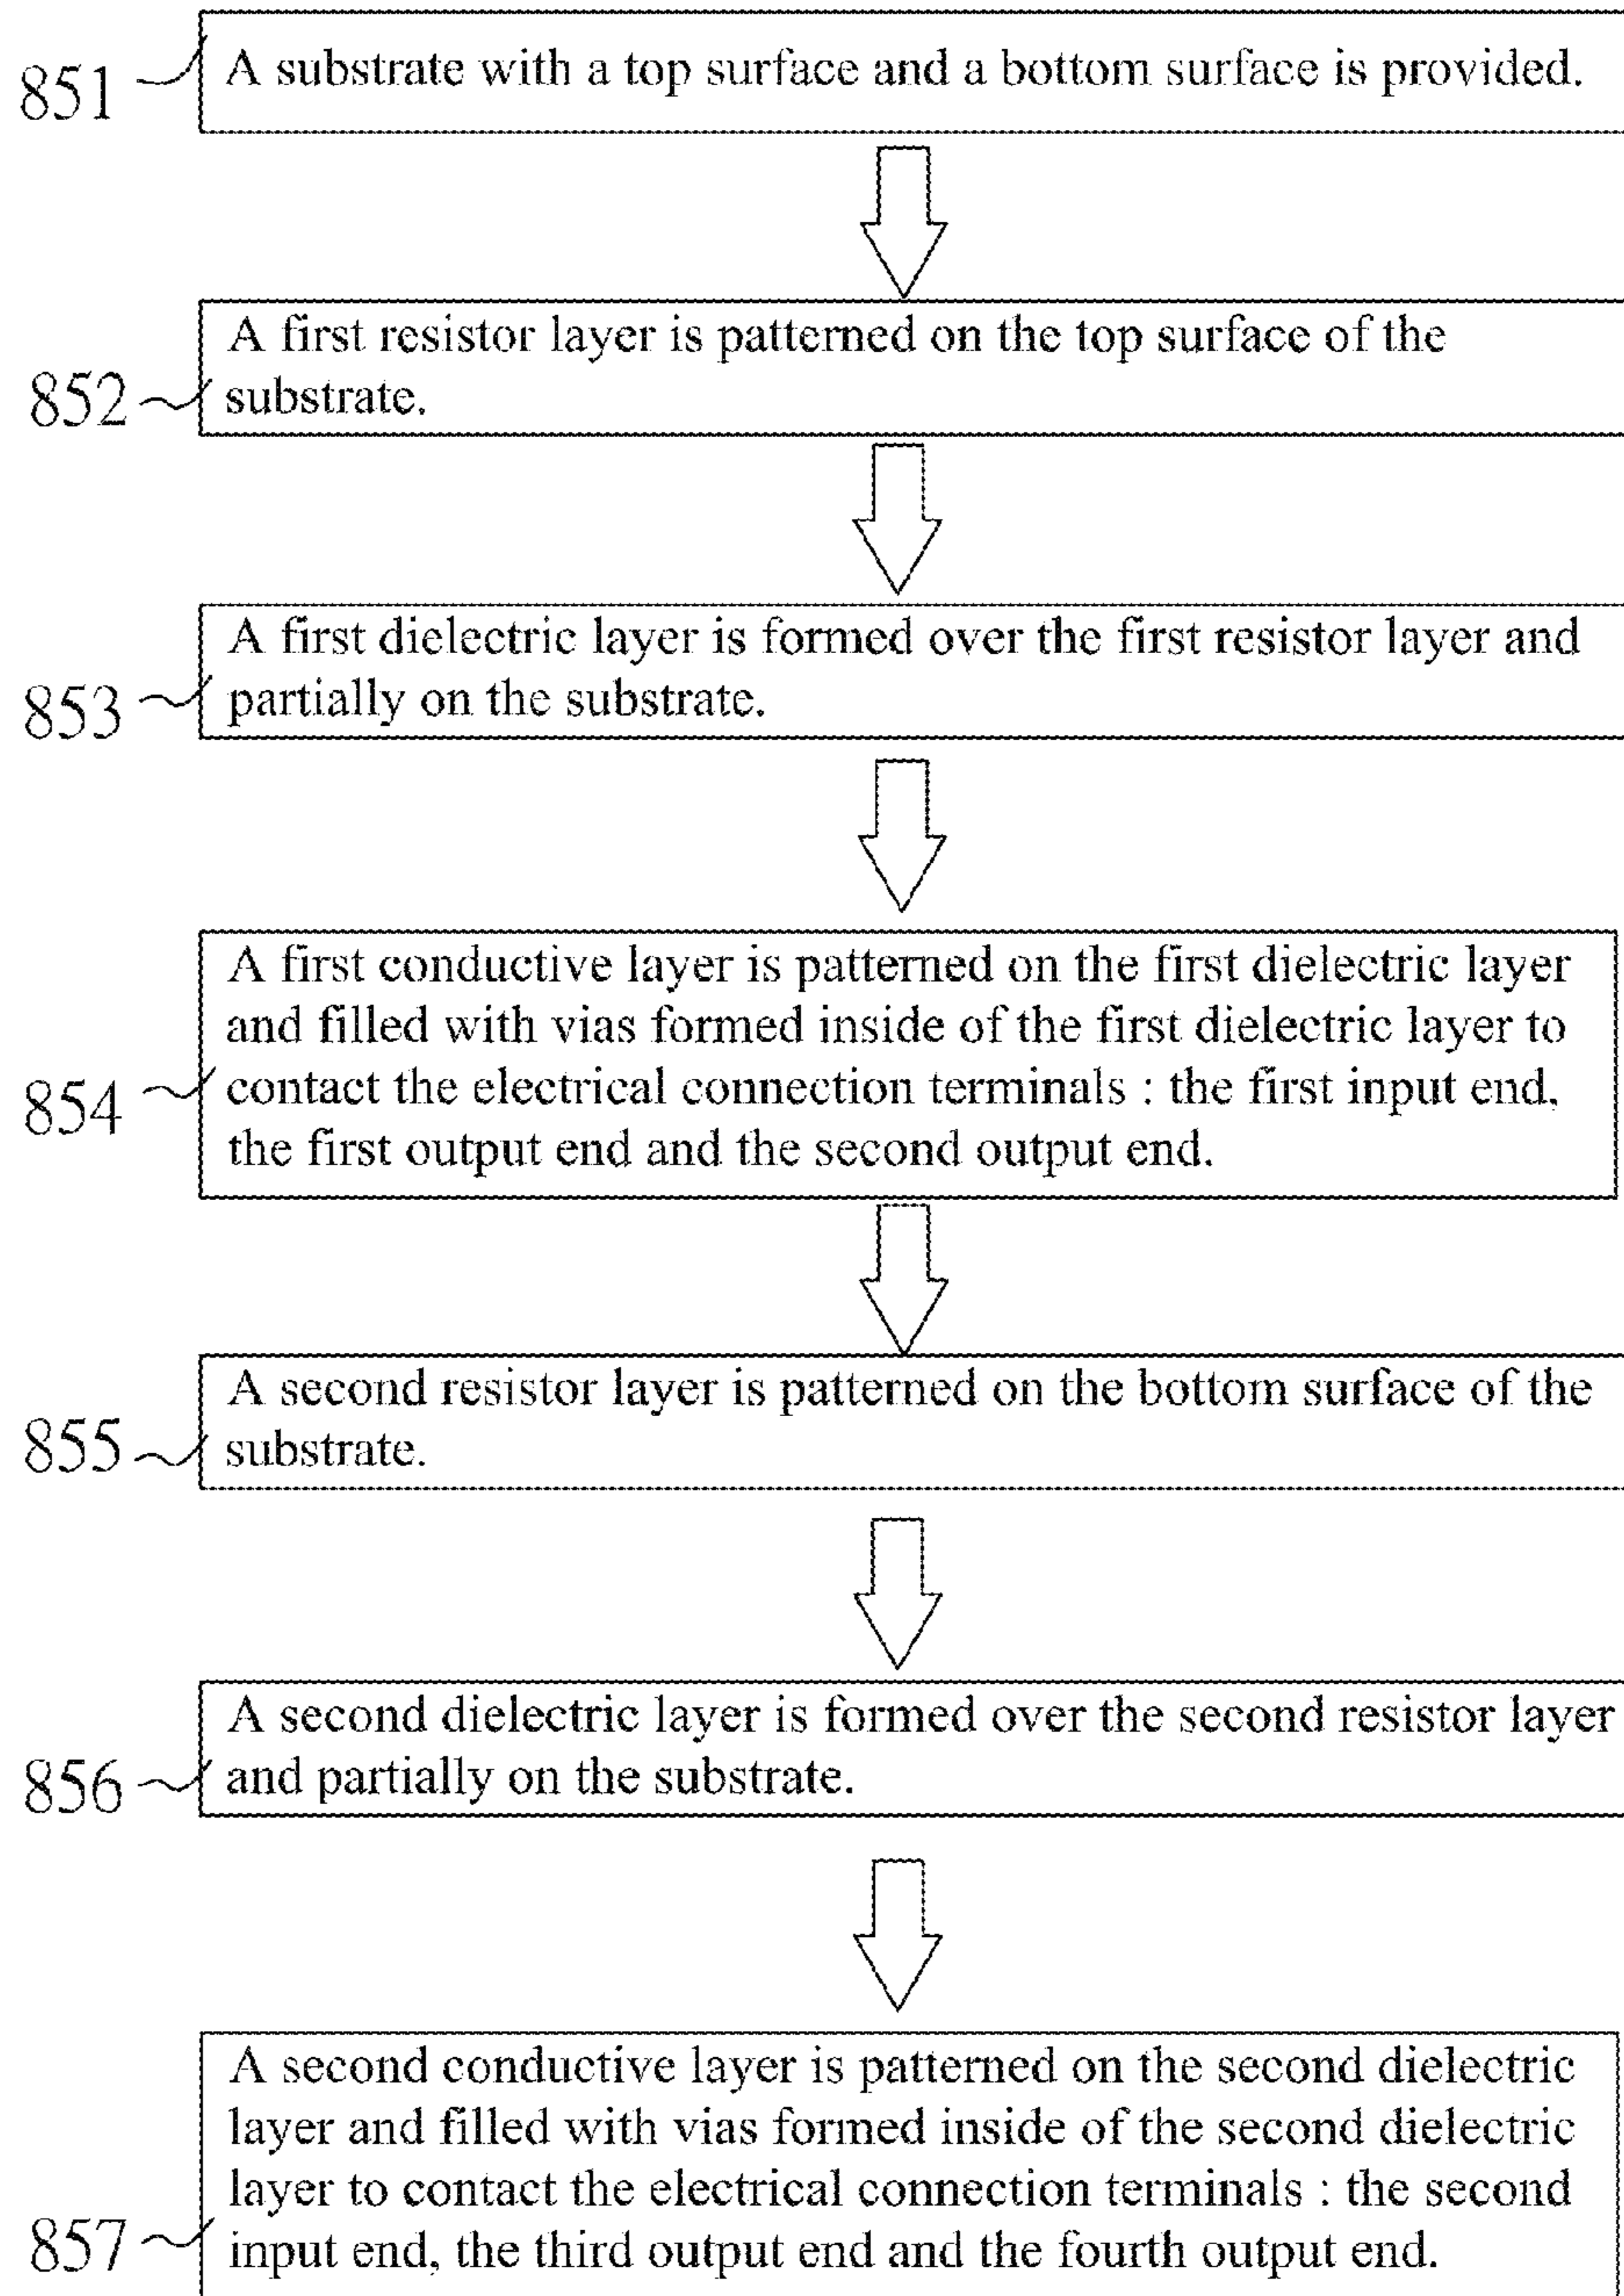 851
A substrate with a top surface and a bottom surface is provided.
852
A first resistor layer is patterned on the top surface of the
substrate.
853
A first dielectric layer is formed over the first resistor layer and
partially on the substrate.
854
A first conductive layer is patterned on the first dielectric layer
and filled with vias formed inside of the first dielectric layer to
contact the electrical connection terminals : the first input end,
the first output end and the second output end.
855
A second resistor layer is patterned on the bottom surface of the
substrate.
856
A second dielectric layer is formed over the second resistor layer
and partially on the substrate.
857
A second conductive layer is patterned on the second dielectric
layer and filled with vias formed inside of the second dielectric
layer to contact the electrical connection terminals : the second
input end, the third output end and the fourth output end.